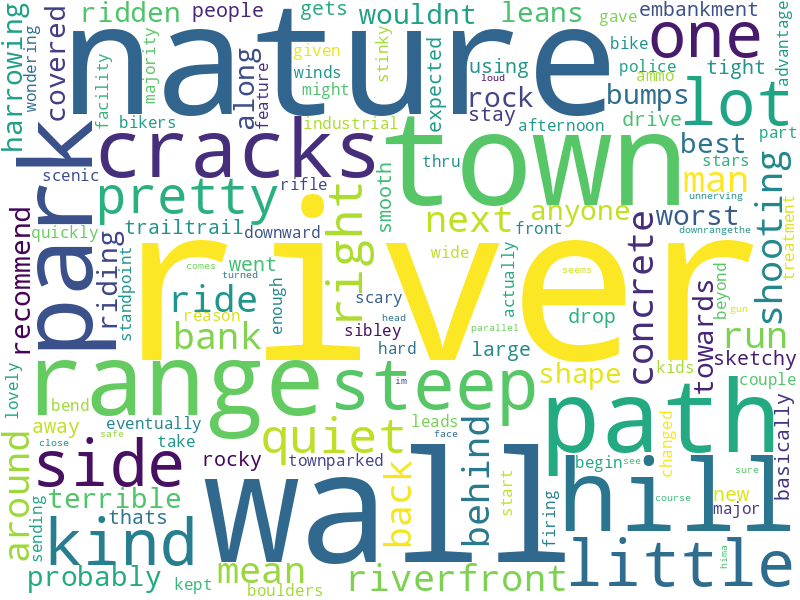 harrowing
wondering
ridden
covered
people
facility
majority
nature
gets
given
winds
might
wouldnt
stinky
gave
leans
embankment
one
advantage
bikers
along
feature
industrial
expected
using
rock
stay
loud
bike
police
ammo
tight
bumps
lot
afternoon
drive
part
park
scenic
cracks
town
thru
best
stars
man
unnerving
pretty
rifle
smooth
recommend
quickly
riding
standpoint
trailtrail
downward
right
next
anyone
front
actually
wide
concrete
worst
downrangethe
shooting
treatment
river
comes
turned
went
ride
reason
bank
enough
scary
sibley
hard
head
parallel
large
seems
drop
towards
beyond
gun
run
sketchy
lovely
range
steep
im
shape
kids
couple
bend
away
eventually
take
quiet
leads
face
path
changed
basically
around
close
safe
side
rocky
townparked
back
behind
start
firing
begin
see
hill
new
major
sure
course
sending
terrible
thats
kind
wall
probably
kept
mean
boulders
riverfront
little
hima